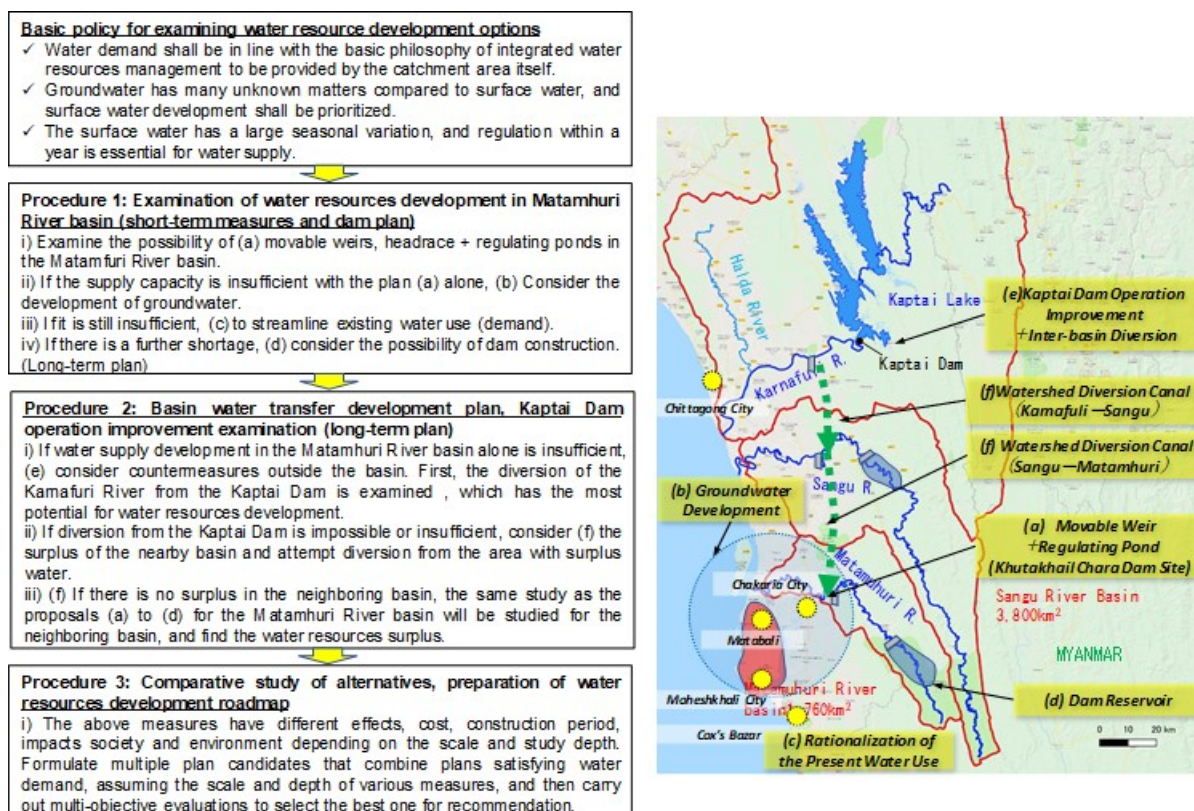 Basic policy for examining water resource development options
✓ Water demand shall be in line with the basic philosophy of integrated water
resources management to be provided by the catchment area itself.
✓ Groundwater has many unknown matters compared to surface water, and
surface water development shall be prioritized.
✓ The surface water has a large seasonal variation, and regulation within a
year is essential for water supply.
Procedure 1: Examination of water resources development in Matamhuri
River basin (short-term measures and dam plan)
i) Examine the possibility of (a) movable weirs, headrace + regulating ponds in
the Matamfuri River basin.
ii) If the supply capacity is insufficient with the plan (a) alone, (b) Consider the
development of groundwater.
iii) I fit is still insufficient, (c) to streamline existing water use (demand).
iv) If there is a further shortage, (d) consider the possibility of dam construction.
(Long-term plan)
Procedure 2: Basin water transfer development plan, Kaptai Dam
operation improvement examination (long-term plan)
i) If water supply development in the Matamhuri River basin alone is insufficient,
(e) consider countermeasures outside the basin. First, the diversion of the
Kamafuri River from the Kaptai Dam is examined , which has the most
potential for water resources development.
ii) If diversion from the Kaptai Dam is impossible or insufficient, consider (f) the
surplus of the nearby basin and attempt diversion from the area with surplus
water.
iii) (f) If there is no surplus in the neighboring basin, the same study as the
proposals (a) to (d) for the Matamhuri River basin will be studied for the
neighboring basin, and find the water resources surplus.
Procedure 3: Comparative study of alternatives, preparation of water
resources development roadmap
i) The above measures have different effects, cost, construction period,
impacts society and environment depending on the scale and study depth.
Formulate multiple plan candidates that combine plans satisfying water
demand, assuming the scale and depth of various measures, and then carry
out multi-objective evaluations to select the best one for recommendation.
Halda River
Kaptai Lake
(e)Kaptai Dam Operation
Improvement
+Inter-basin Diversion
Kaptai Dam
Karnafuli R.
Chittagong City
(f)Watershed Diversion Canal
(Kamafuli—Sangu)
(f) Watershed Diversion Canal
(Sangu—Matamhuri)
Sangu R.
(b) Groundwater
Development
(a) Movable Weir
+Regulating Pond
(Khutakhail Chara Dam Site)
Matamuhuri R.
Chakaria City
Sangu River Basin
3,800km²
Matabali
MYANMAR
Maheshkhali City
River
760km²
(d) Dam Reservoir
Cox's Bazar
(c) Rationalization of
the Present Water Use
0 10 20 km